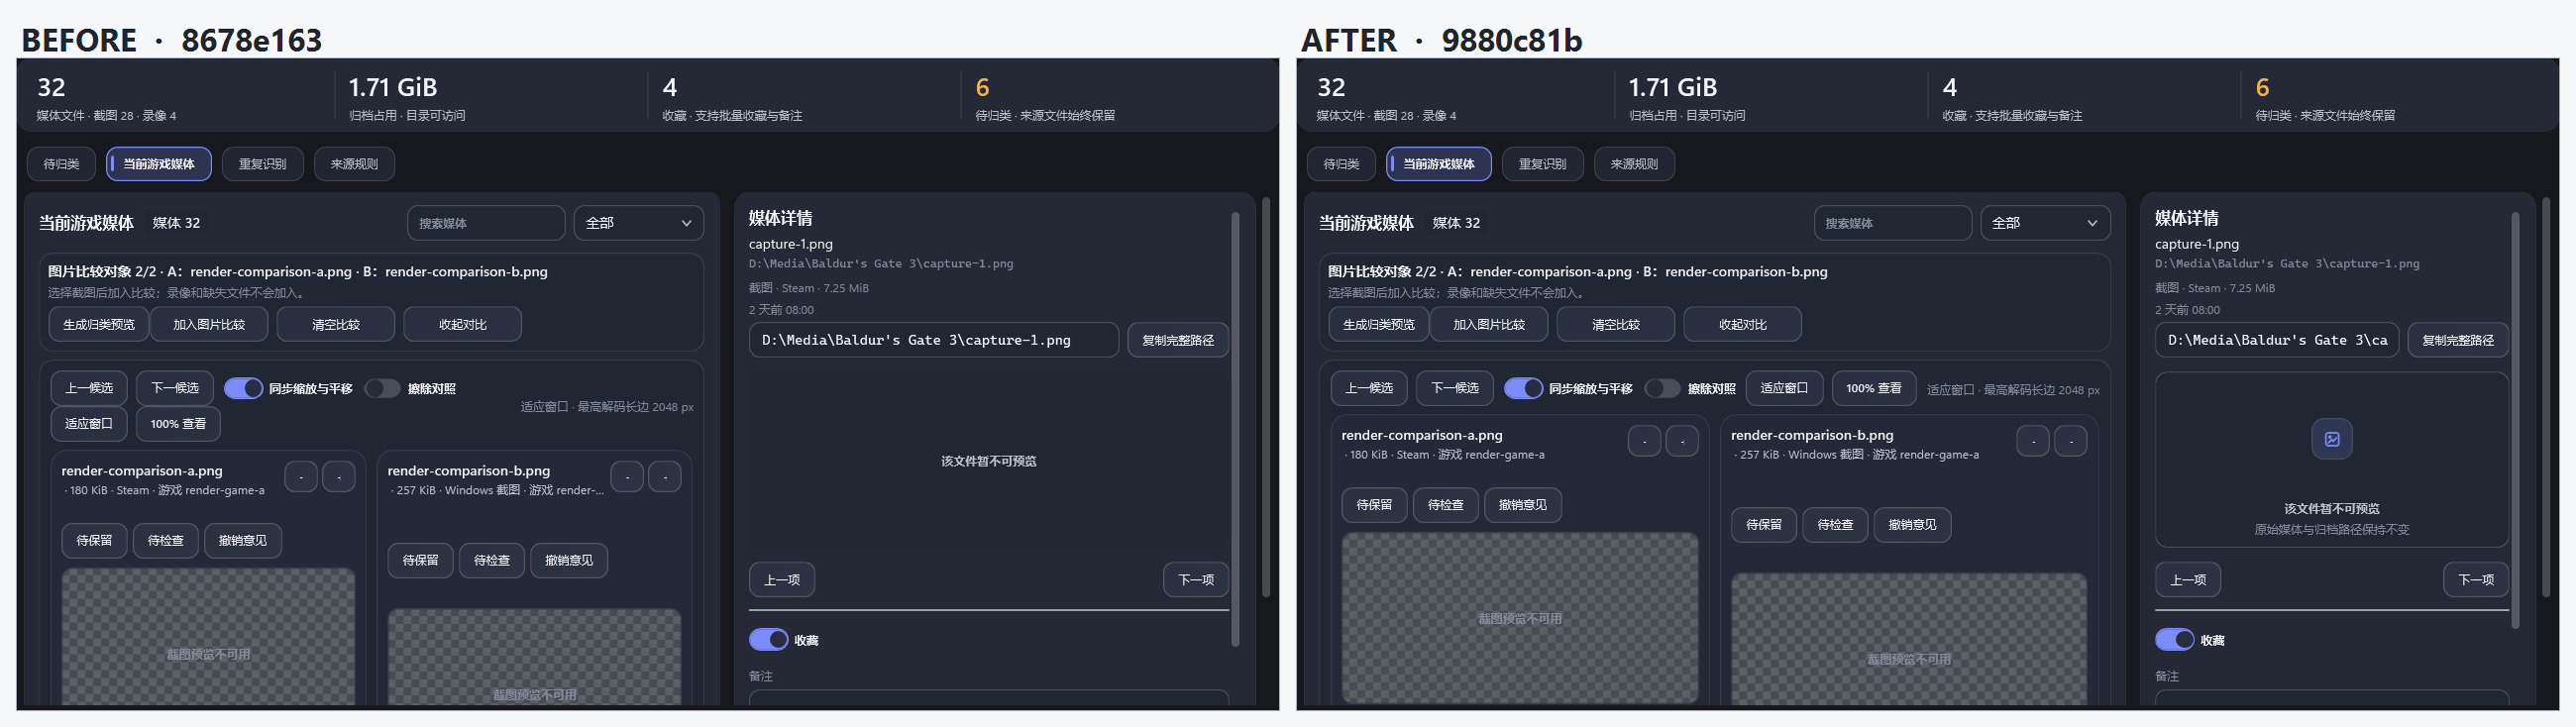 BEFORE · 8678e163
32
媒体文件 · 截图 28 · 录像 4
1.71 GiB
归档占用 · 目录可访问
4
收藏 · 支持批量收藏与备注
6
待归类 · 来源文件始终保留
待归类
当前游戏媒体
重复识别
来源规则
当前游戏媒体
媒体 32
搜索媒体
全部
图片比较对象 2/2 · A: render-comparison-a.png · B: render-comparison-b.png
选择截图后加入比较；录像和缺失文件不会加入。
生成归类预览
加入图片比较
清空比较
收起对比
上一候选
下一候选
同步缩放与平移
擦除对照
适应窗口
100% 查看
适应窗口 · 最高解码长边 2048 px
render-comparison-a.png
· 180 KiB · Steam · 游戏 render-game-a
-
-
待保留
待检查
撤销意见
截图预览不可用
render-comparison-b.png
· 257 KiB · Windows 截图 · 游戏 render-...
-
-
待保留
待检查
撤销意见
截图预览不可用
媒体详情
capture-1.png
D:\Media\Baldur's Gate 3\capture-1.png
截图 · Steam · 7.25 MiB
2 天前 08:00
D:\Media\Baldur's Gate 3\capture-1.png
复制完整路径
该文件暂不可预览
上一项
下一项
收藏
备注
AFTER · 9880c81b
32
媒体文件 · 截图 28 · 录像 4
1.71 GiB
归档占用 · 目录可访问
4
收藏 · 支持批量收藏与备注
6
待归类 · 来源文件始终保留
待归类
当前游戏媒体
重复识别
来源规则
当前游戏媒体
媒体 32
搜索媒体
全部
图片比较对象 2/2 · A: render-comparison-a.png · B: render-comparison-b.png
选择截图后加入比较；录像和缺失文件不会加入。
生成归类预览
加入图片比较
清空比较
收起对比
上一候选
下一候选
同步缩放与平移
擦除对照
适应窗口
100% 查看
适应窗口 · 最高解码长边 2048 px
render-comparison-a.png
· 180 KiB · Steam · 游戏 render-game-a
-
-
待保留
待检查
撤销意见
截图预览不可用
render-comparison-b.png
· 257 KiB · Windows 截图 · 游戏 render-game-a
-
-
待保留
待检查
撤销意见
截图预览不可用
媒体详情
capture-1.png
D:\Media\Baldur's Gate 3\capture-1.png
截图 · Steam · 7.25 MiB
2 天前 08:00
D:\Media\Baldur's Gate 3\ca
复制完整路径
该文件暂不可预览
原始媒体与归档路径保持不变
上一项
下一项
收藏
备注